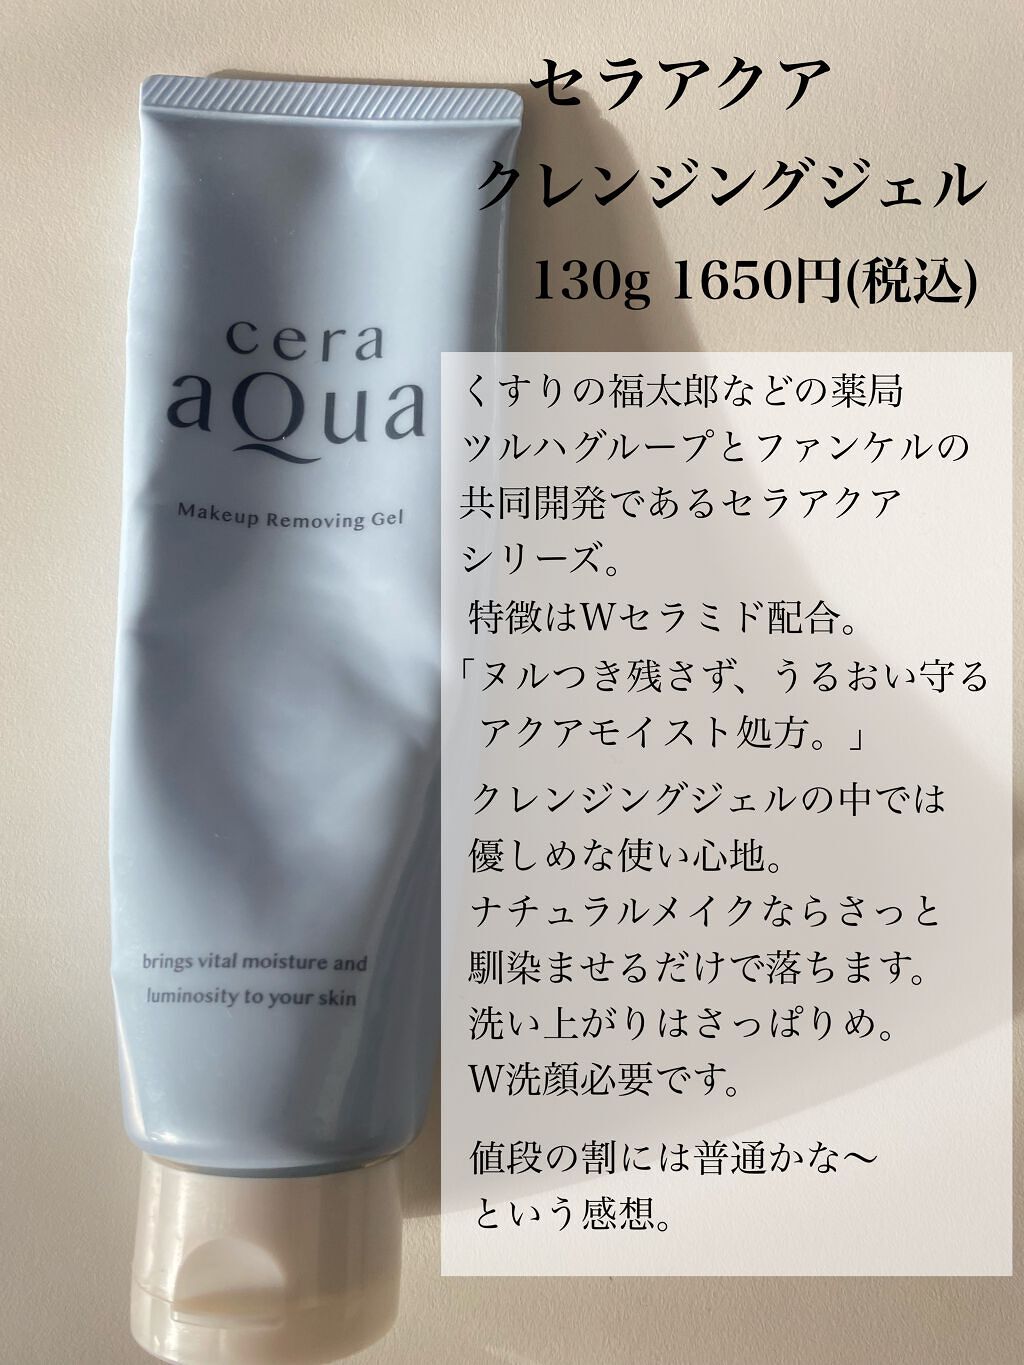 セラアクア
クレンジングジェル
130g 1650円(税込)
cera
aQua
Makeup Removing Gel
brings vital moisture and
luminosity to your skin
くすりの福太郎などの薬局
ツルハグループとファンケルの
共同開発であるセラアクア
シリーズ。
特徴はWセラミド配合。
「ヌルつき残さず、うるおい守る
アクアモイスト処方。」
クレンジングジェルの中では
優しめな使い心地。
ナチュラルメイクならさっと
馴染ませるだけで落ちます。
洗い上がりはさっぱりめ。
W洗顔必要です。
値段の割には普通かな〜
という感想。